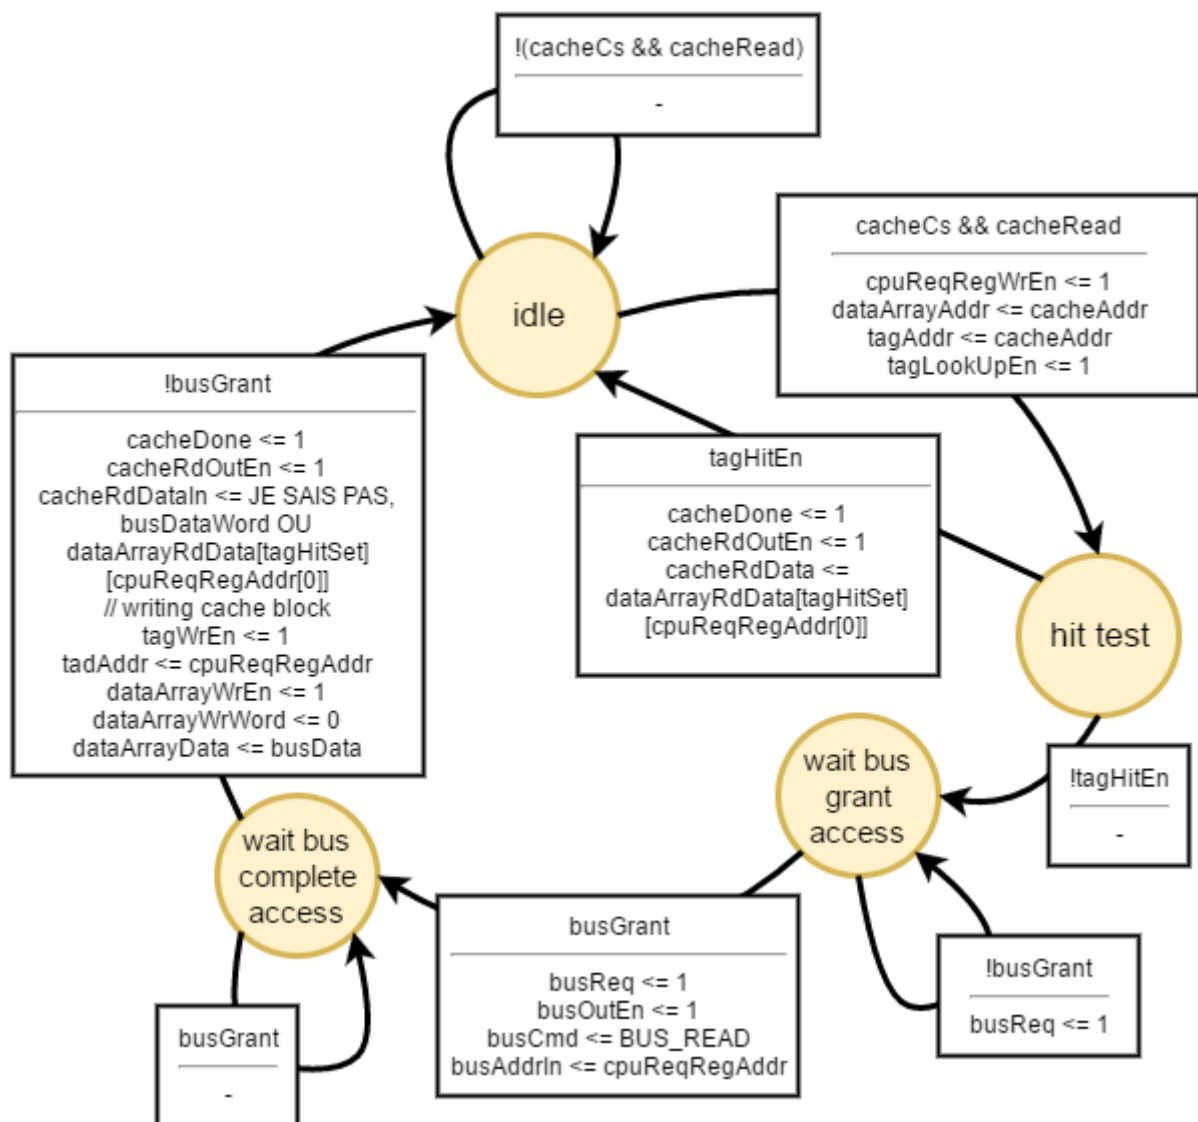 !(cacheCs && cacheRead)
-
cacheCs && cacheRead
cpuReqRegWrEn <= 1
dataArrayAddr <= cacheAddr
tagAddr <= cacheAddr
tagLookUpEn <= 1
idle
!busGrant
cacheDone <= 1
cacheRdOutEn <= 1
cacheRdDataIn <= JE SAIS PAS,
busDataWord OU
dataArrayRdData[tagHitSet]
[cpuReqRegAddr[0]]
// writing cache block
tagWrEn <= 1
tadAddr <= cpuReqRegAddr
dataArrayWrEn <= 1
dataArrayWrWord <= 0
dataArrayData <= busData
tagHitEn
cacheDone <= 1
cacheRdOutEn <= 1
cacheRdData <=
dataArrayRdData[tagHitSet]
[cpuReqRegAddr[0]]
hit test
!tagHitEn
-
wait bus
grant
access
!busGrant
busReq <= 1
busGrant
busReq <= 1
busOutEn <= 1
busCmd <= BUS_READ
busAddrIn <= cpuReqRegAddr
wait bus
complete
access
busGrant
-